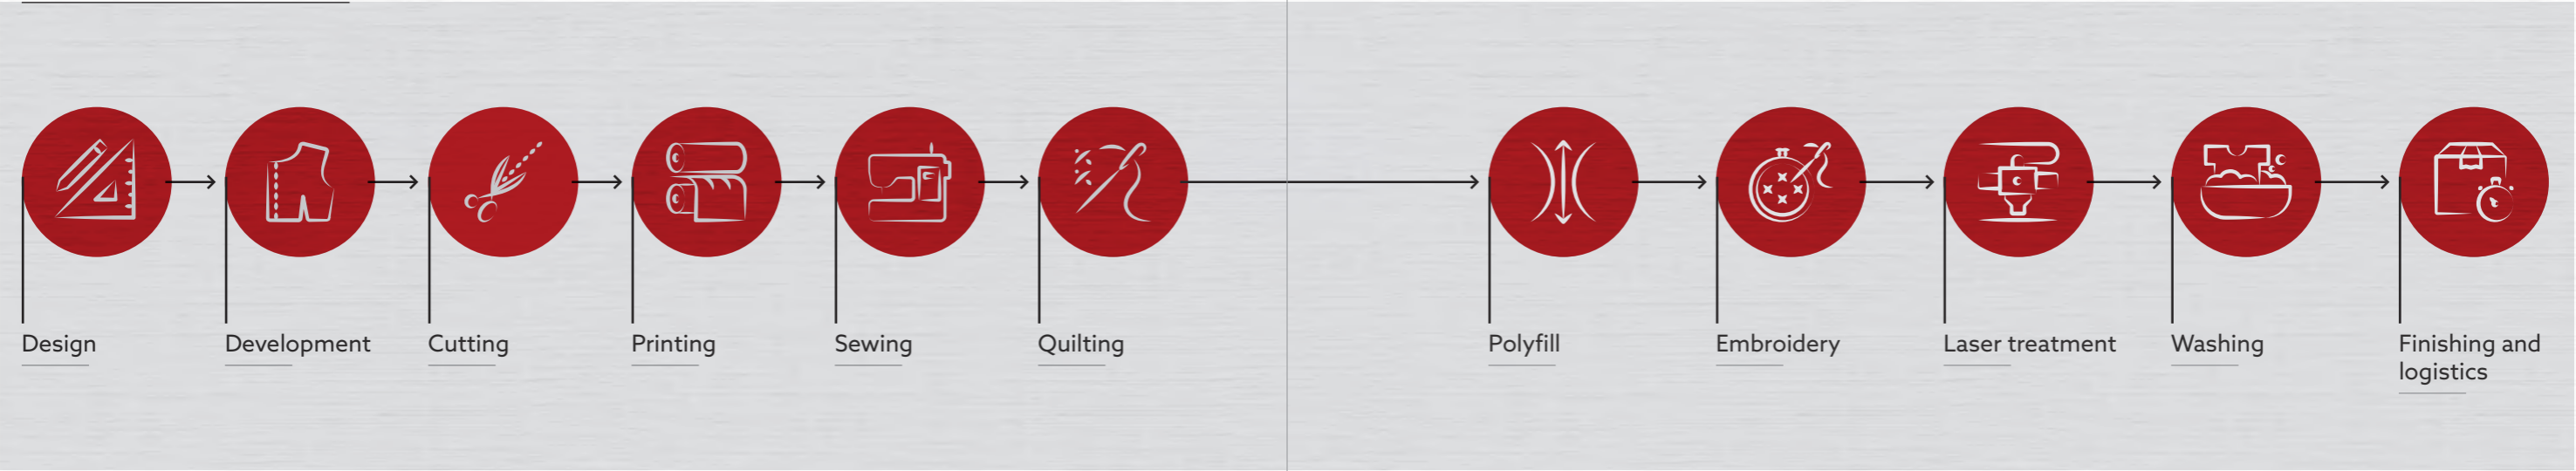 Design
Development
Cutting
Printing
Sewing
Quilting
Polyfill
Embroidery
Laser treatment
Washing
Finishing and
logistics